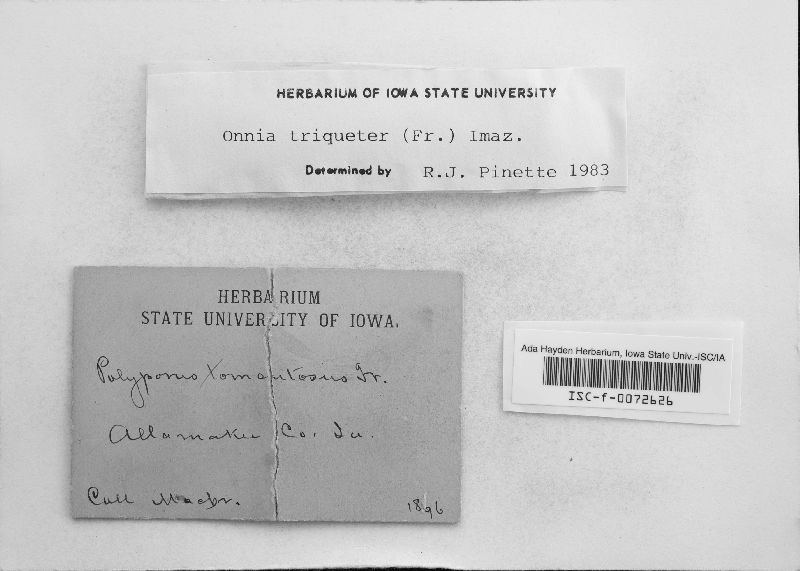 HERBARIUM OF IOWA STATE UNIVERSITY
Onnia triqueter (Fr.) Imaz.
Determined by R.J. Pinette 1983
HERBARIUM
STATE UNIVERSITY OF IOWA.
Polyporus tomentosus Fr.
Allamakee Co. Ia.
Coll Macbr.
1896
Ada Hayden Herbarium, Iowa State Univ.-ISC/IA
ISC-f-0072626